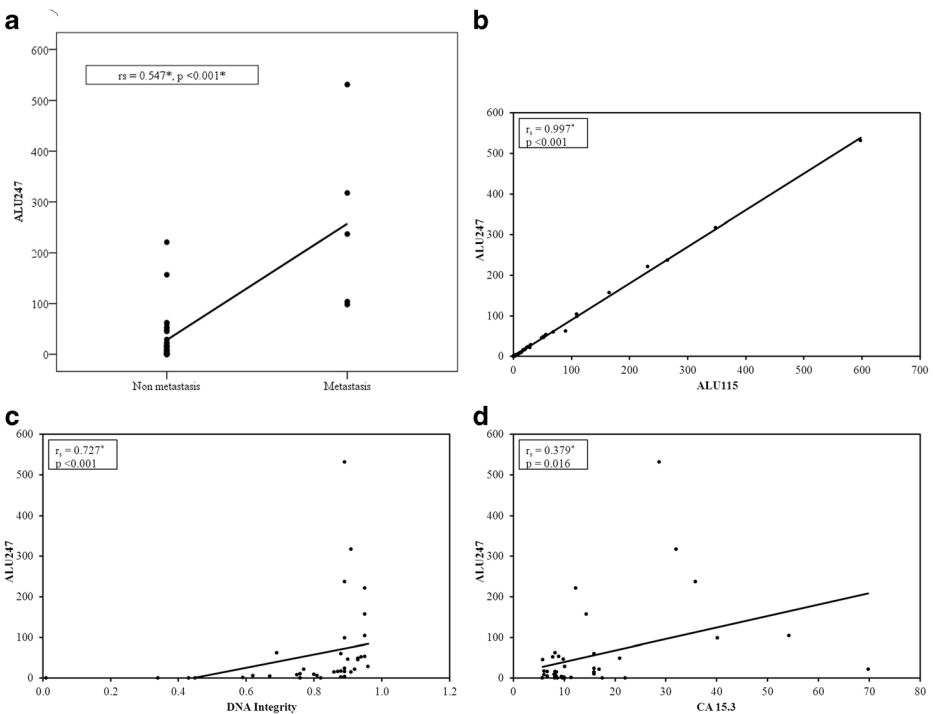 a
600
rs = 0.547*, p <0.001*
500
400
300
200
100
0
ALU247
Non metastasis
Metastasis
b
600
rs = 0.997*
p <0.001
500
400
300
200
100
0
ALU247
0
100
200
300
400
500
600
700
ALU115
c
600
rs = 0.727*
p <0.001
500
400
300
200
100
0
ALU247
0.0
0.2
0.4
0.6
0.8
1.0
1.2
DNA Integrity
d
600
rs = 0.379*
p = 0.016
500
400
300
200
100
0
ALU247
0
10
20
30
40
50
60
70
80
CA 15.3